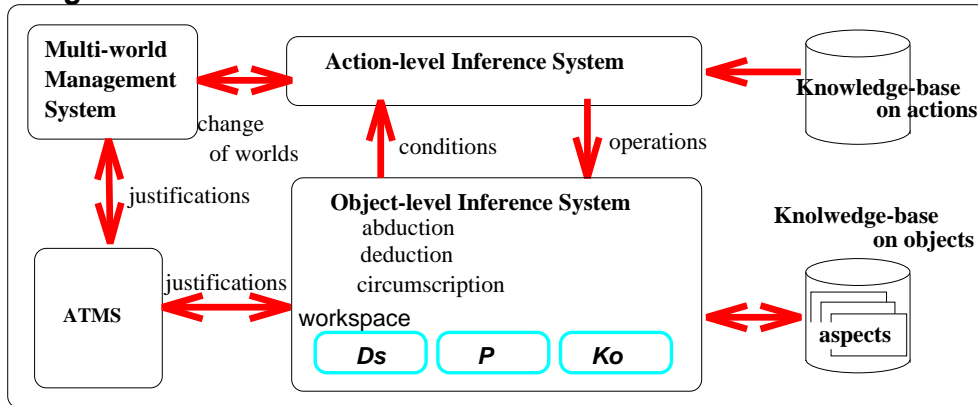 Multi-world
Management
System
Action-level Inference System
Knowledge-base
on actions
change
of worlds
conditions
operations
justifications
Object-level Inference System
abduction
deduction
circumscription
Knolwedge-base
on objects
justifications
ATMS
workspace
Ds
P
Ko
aspects